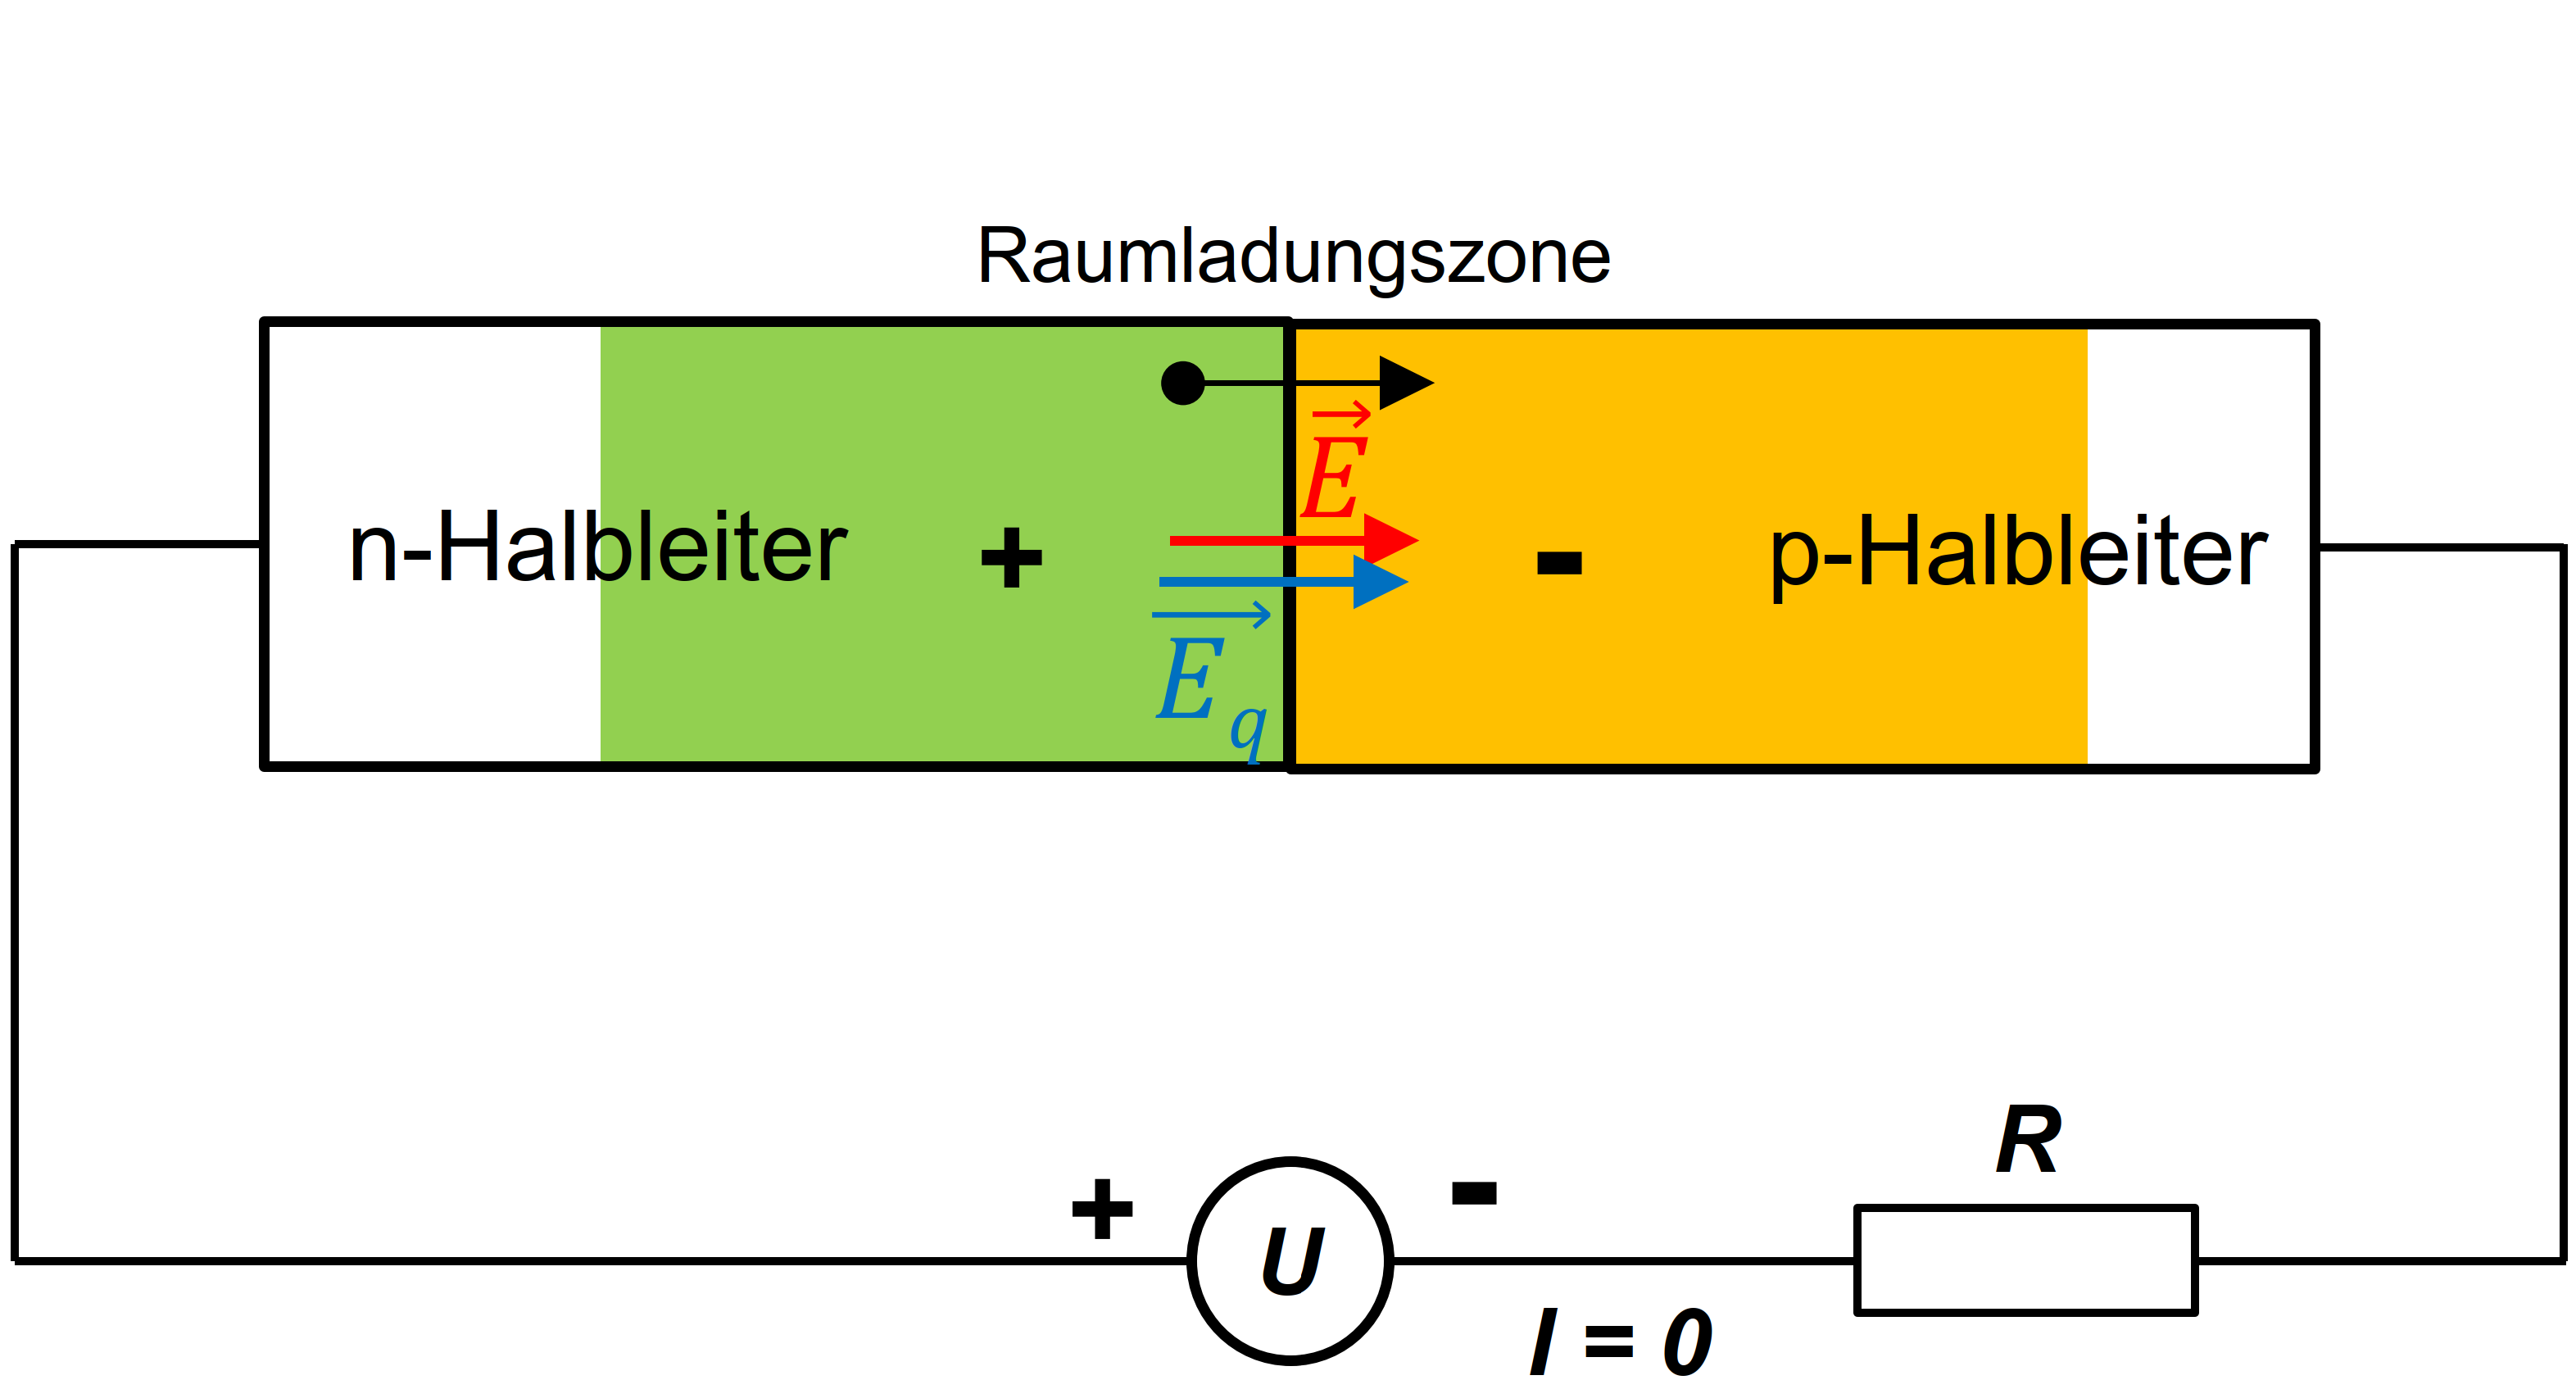 Raumladungszone
E
n-Halbleiter + - p-Halbleiter
E q
R
+ -
U
I = 0